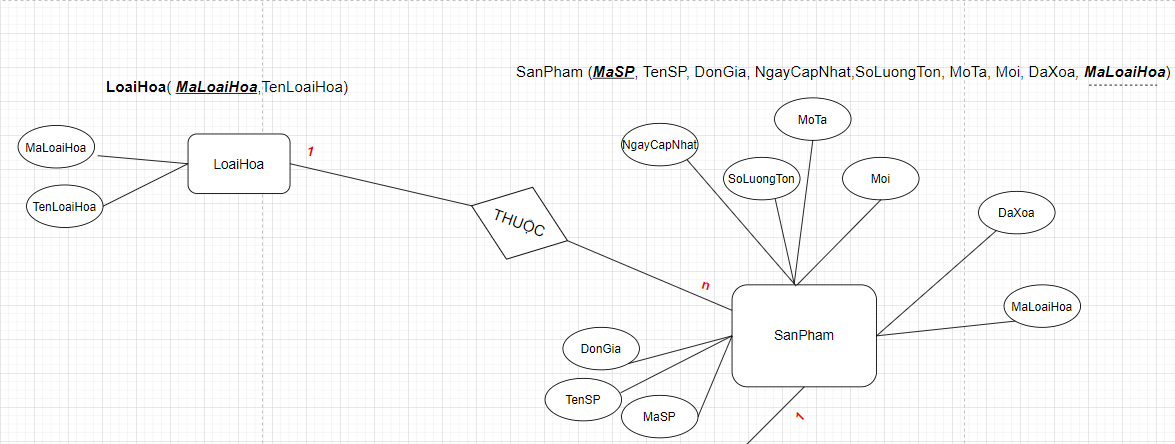 SanPham (MaSP, TenSP, DonGia, NgayCapNhat,SoLuongTon, MoTa, Moi, DaXoa, MaLoaiHoa)
LoaiHoa( MaLoaiHoa,TenLoaiHoa)
MoTa
NgayCapNhat
MaLoaiHoa
LoaiHoa
1
SoLuongTon
Moi
TenLoaiHoa
DaXoa
THUỘC
n
MaLoaiHoa
SanPham
DonGia
TenSP
MaSP
1